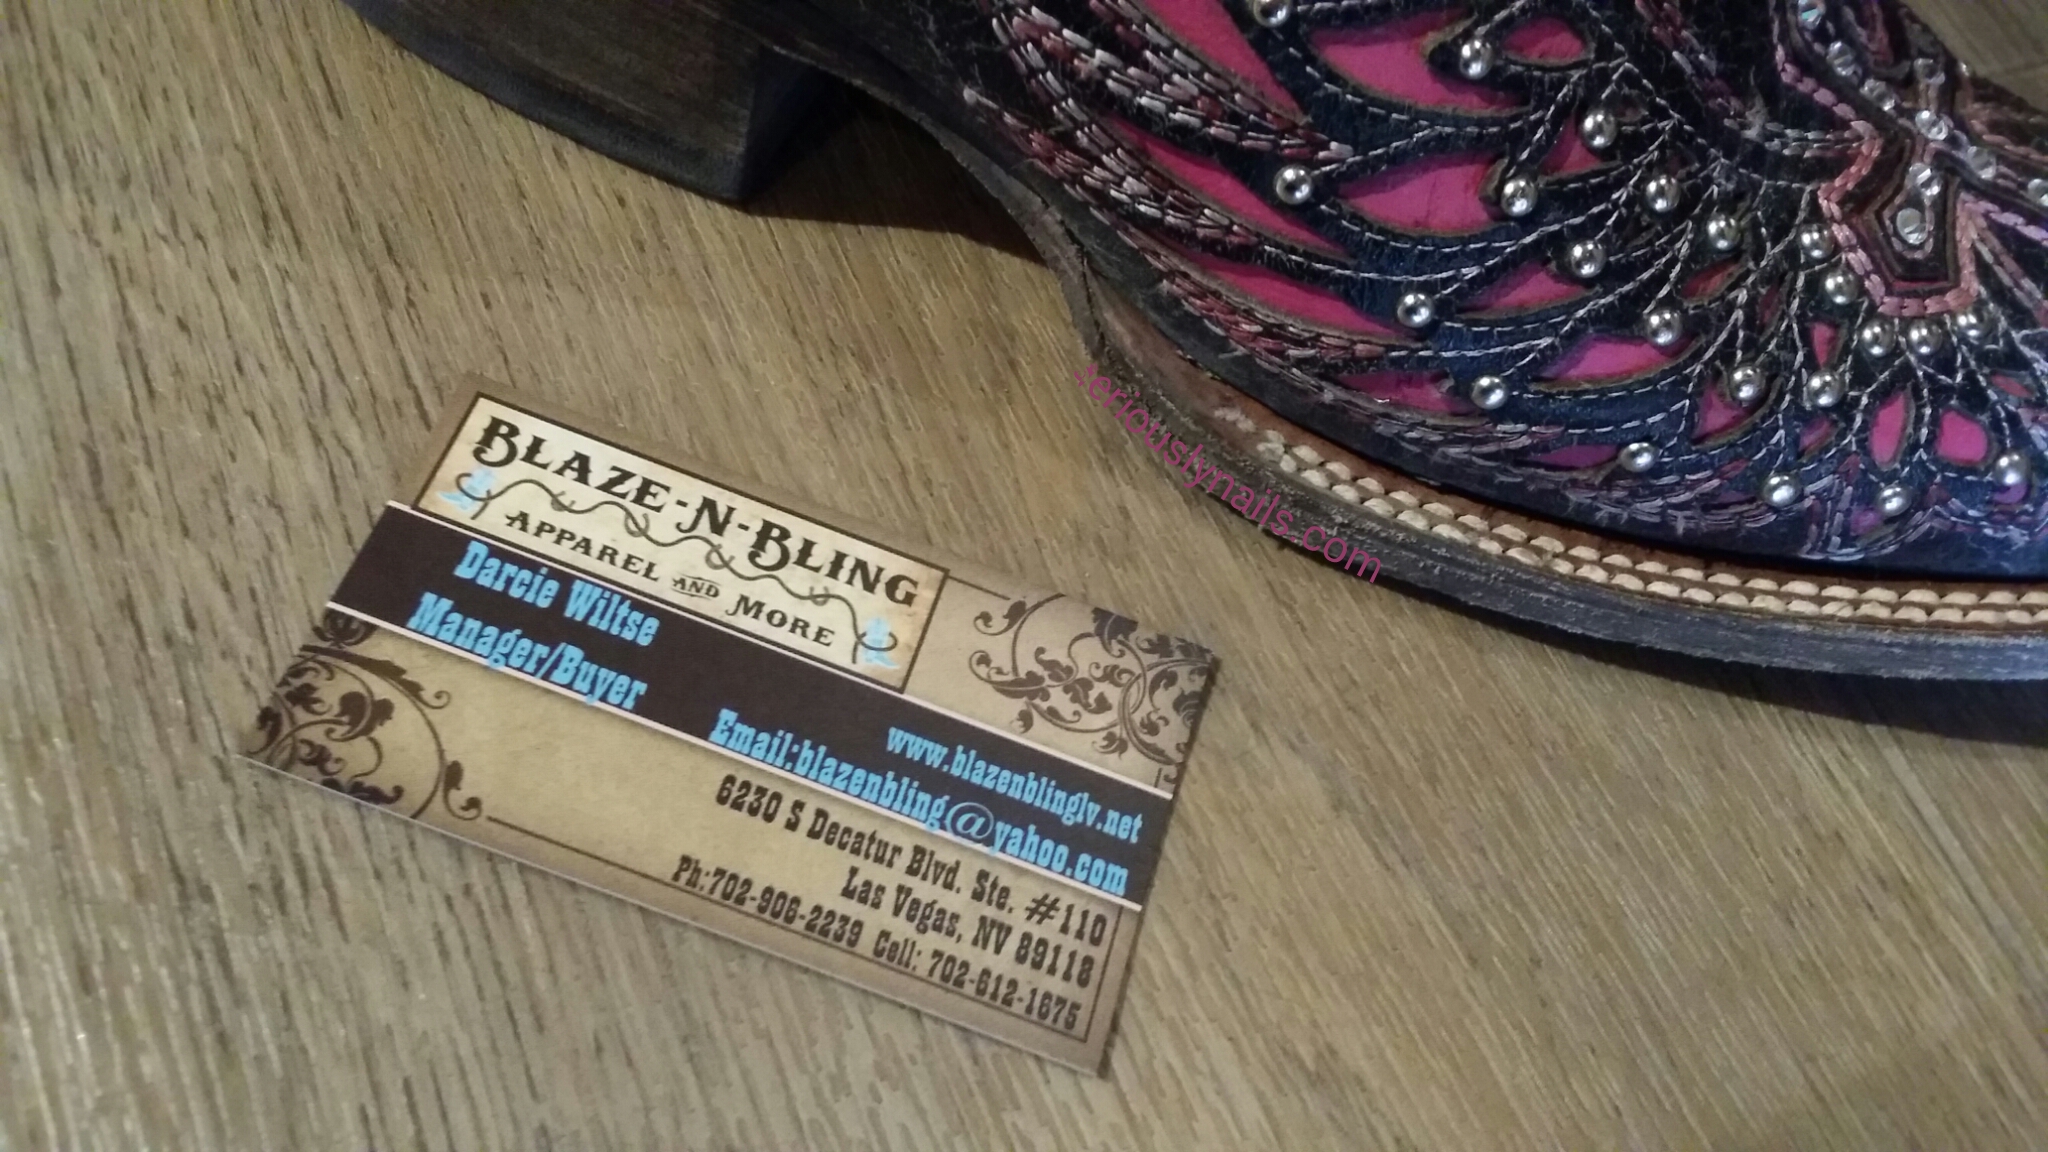 BLAZE-N-BLING
APPAREL AND MORE
Darcie Wiltse
Manager/Buyer
www.blazenblinglv.net
Email:blazenbling@yahoo.com
6230 S Decatur Blvd. Ste. #110
Las Vegas, NV 89118
Ph:702-906-2239 Cell: 702-612-1675
teriouslynails.com